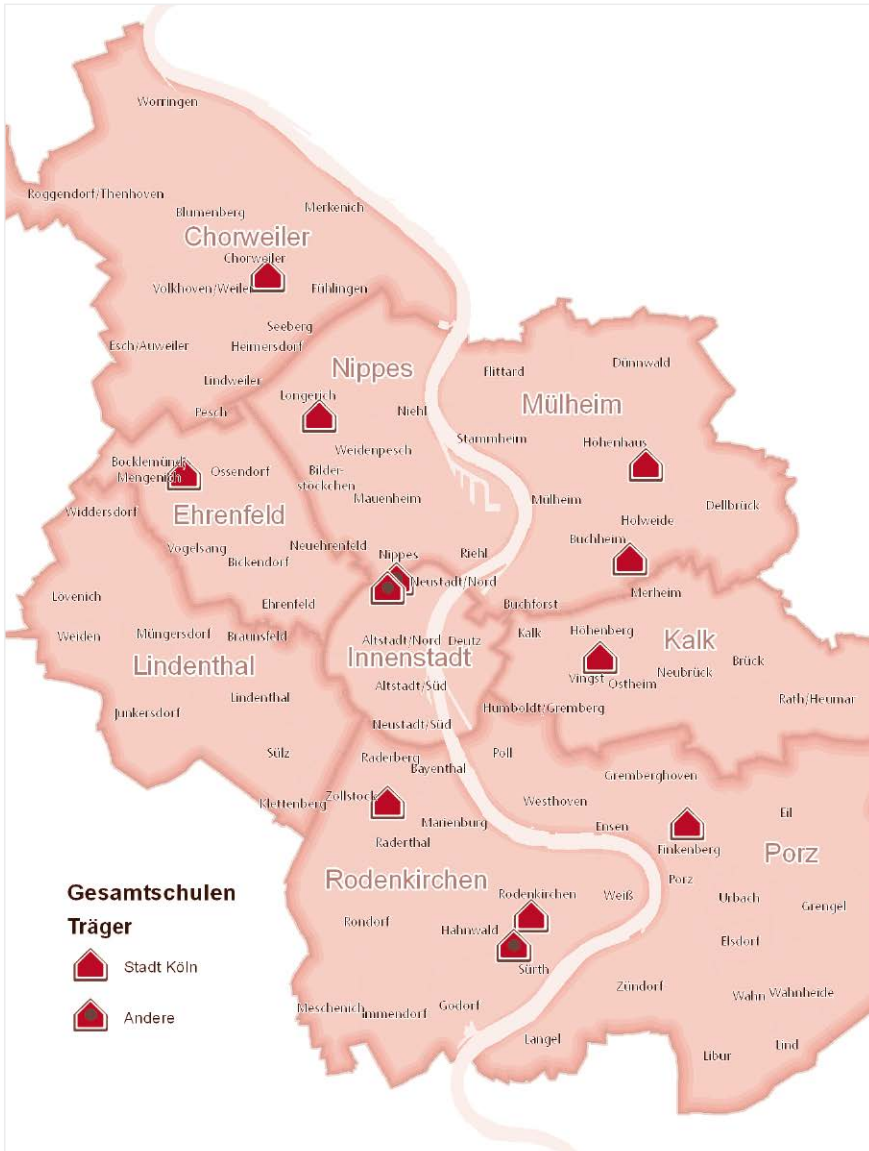 Worringen
Roggendorf/Thenhoven
Blumenberg
Merkenich
Chorweiler
Chorweiler
Volkhoven/Weiler
Fühlingen
Seeberg
Esch/Auweiler
Heimersdorf
Lindweiler
Pesch
Nippes
Longerich
Niehl
Weidenpesch
Bilder-
stöckchen
Mauenheim
Nippes
Riehl
Flittard
Dünnwald
Mülheim
Stammheim
Höhenhaus
Mülheim
Dellbrück
Holweide
Buchheim
Buchforst
Bocklemünd/
Mengenich
Ossendorf
Ehrenfeld
Vogelsang
Neuehrenfeld
Bickendorf
Ehrenfeld
Widdersdorf
Lövenich
Weiden
Müngersdorf
Braunsfeld
Lindenthal
Lindenthal
Junkersdorf
Sülz
Klettenberg
Neustadt/Nord
Altstadt/Nord
Deutz
Innenstadt
Altstadt/Süd
Neustadt/Süd
Merheim
Kalk
Höhenberg
Kalk
Vingst
Ostheim
Neubrück
Brück
Rath/Heumar
Humboldt/Gremberg
Raderberg
Bayenthal
Zollstock
Marienburg
Raderthal
Rodenkirchen
Rodenkirchen
Weiß
Rondorf
Hahnwald
Sürth
Meschenich
Immendorf
Godorf
Poll
Gremberghoven
Westhoven
Ensen
Eil
Finkenberg
Porz
Porz
Urbach
Grengel
Elsdorf
Zündorf
Wahn
Wahnheide
Langel
Libur
Lind
Gesamtschulen
Träger
Stadt Köln
Andere